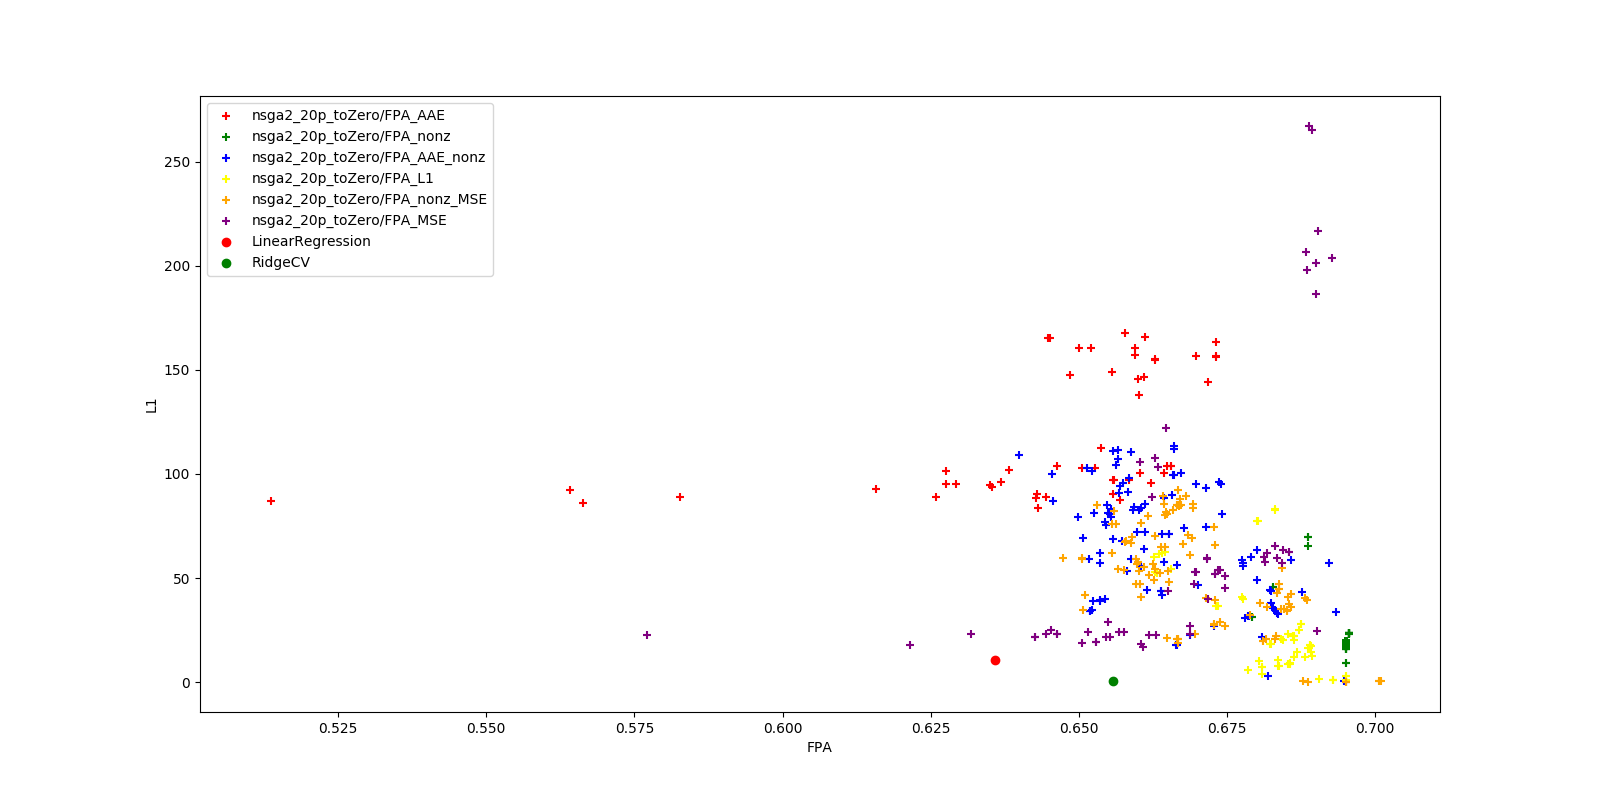 nsga2_20p_toZero/FPA_AAE
nsga2_20p_toZero/FPA_nonz
nsga2_20p_toZero/FPA_AAE_nonz
nsga2_20p_toZero/FPA_L1
nsga2_20p_toZero/FPA_nonz_MSE
nsga2_20p_toZero/FPA_MSE
LinearRegression
RidgeCV
250
200
150
100
50
0
L1
0.525
0.550
0.575
0.600
0.625
0.650
0.675
0.700
FPA